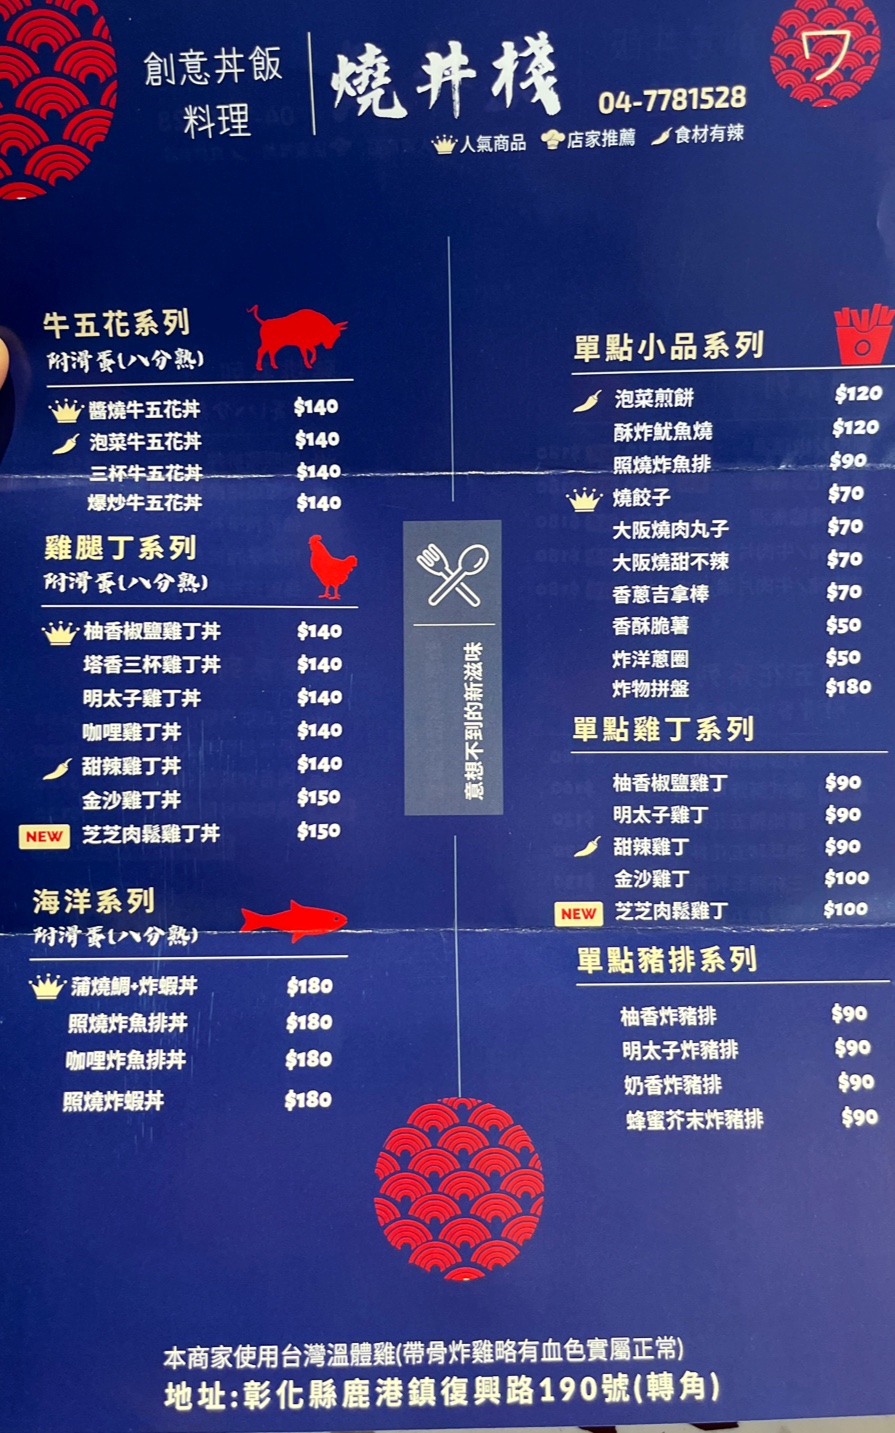 創意丼飯
料理
燒丼棧
ワ
04-7781528
人氣商品 店家推薦 食材有辣
牛五花系列
附滑蛋(八分熟)
醬燒牛五花丼 $140
泡菜牛五花丼 $140
三杯牛五花丼 $140
爆炒牛五花丼 $140
雞腿丁系列
附滑蛋(八分熟)
柚香椒鹽雞丁丼 $140
塔香三杯雞丁丼 $140
明太子雞丁丼 $140
咖哩雞丁丼 $140
甜辣雞丁丼 $140
金沙雞丁丼 $150
NEW 芝芝肉鬆雞丁丼 $150
海洋系列
附滑蛋(八分熟)
蒲燒鯛+炸蝦丼 $180
照燒炸魚排丼 $180
咖哩炸魚排丼 $180
照燒炸蝦丼 $180
意想不到的新滋味
單點小品系列
泡菜煎餅 $120
酥炸魷魚燒 $120
照燒炸魚排 $90
燒餃子 $70
大阪燒肉丸子 $70
大阪燒甜不辣 $70
香蔥吉拿棒 $70
香酥脆薯 $50
炸洋蔥圈 $50
炸物拼盤 $180
單點雞丁系列
柚香椒鹽雞丁 $90
明太子雞丁 $90
甜辣雞丁 $90
金沙雞丁 $100
NEW 芝芝肉鬆雞丁 $100
單點豬排系列
柚香炸豬排 $90
明太子炸豬排 $90
奶香炸豬排 $90
蜂蜜芥末炸豬排 $90
本商家使用台灣溫體雞(帶骨炸雞略有血色實屬正常)
地址:彰化縣鹿港鎮復興路190號(轉角)